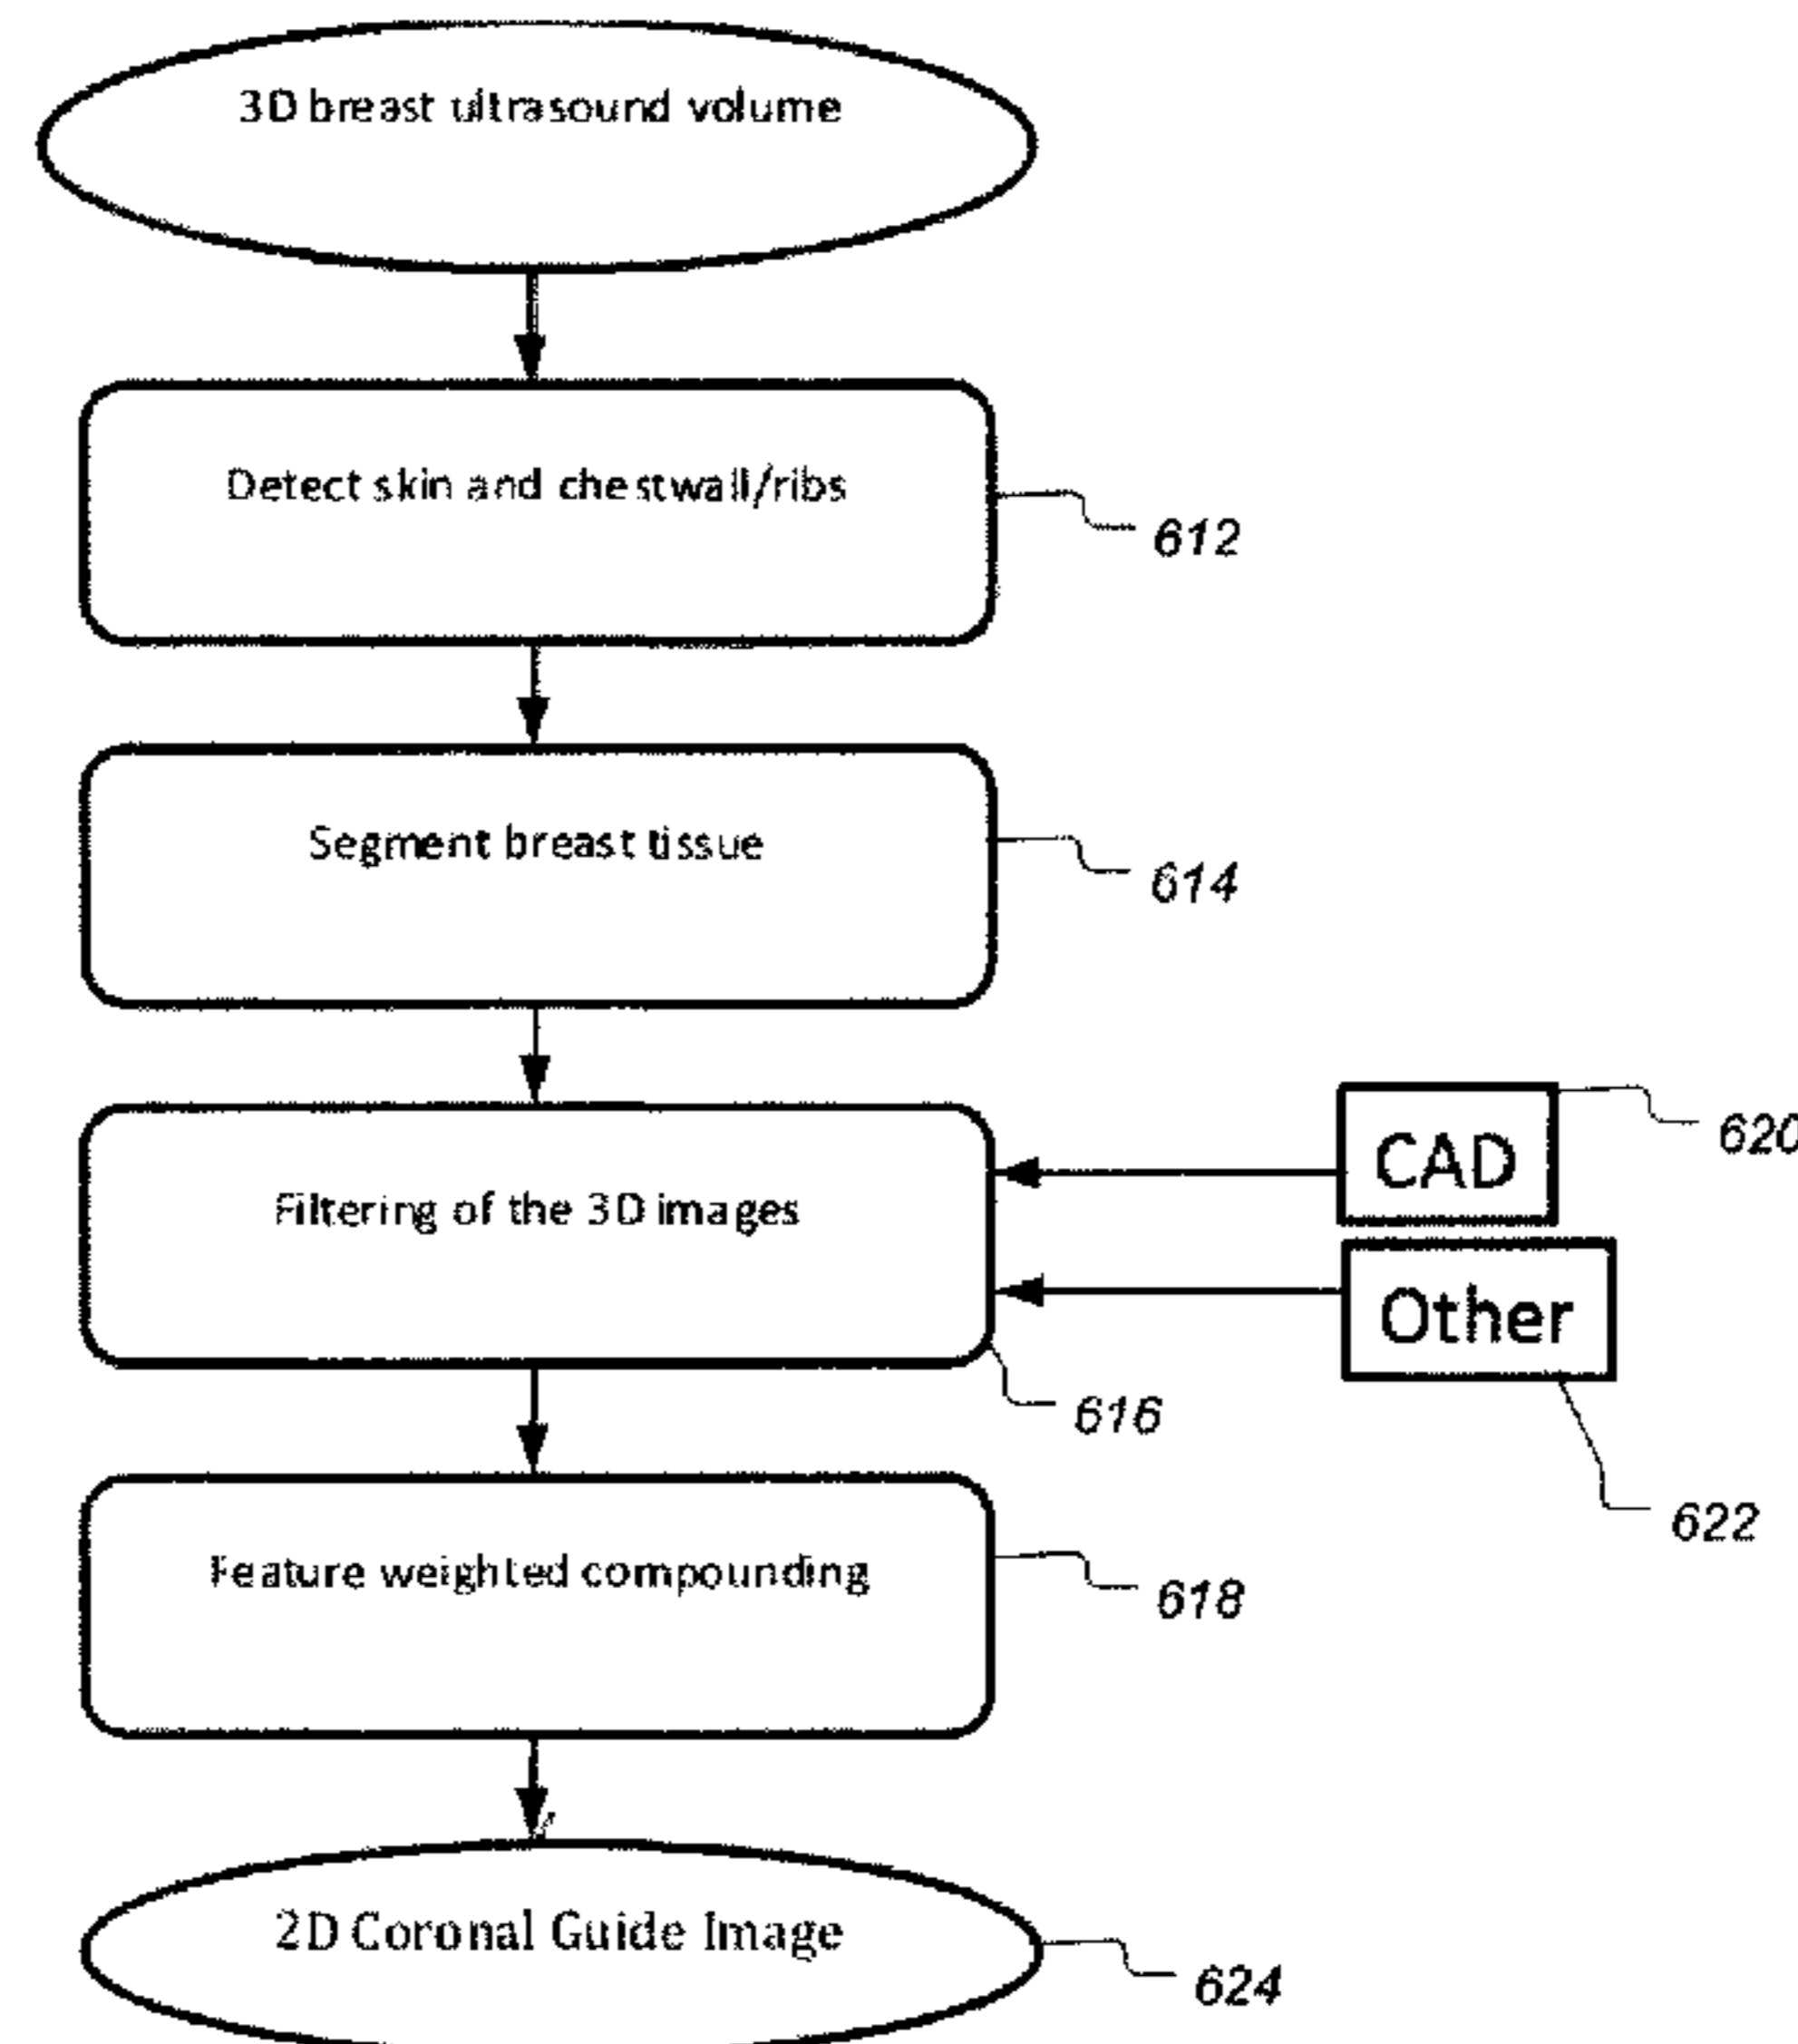 3D breast ultrasound volume
Detect skin and chestwall/ribs
612
Segment breast tissue
614
CAD
620
Filtering of the 3D images
Other
616
622
Feature weighted compounding
618
2D Coronal Guide Image
624